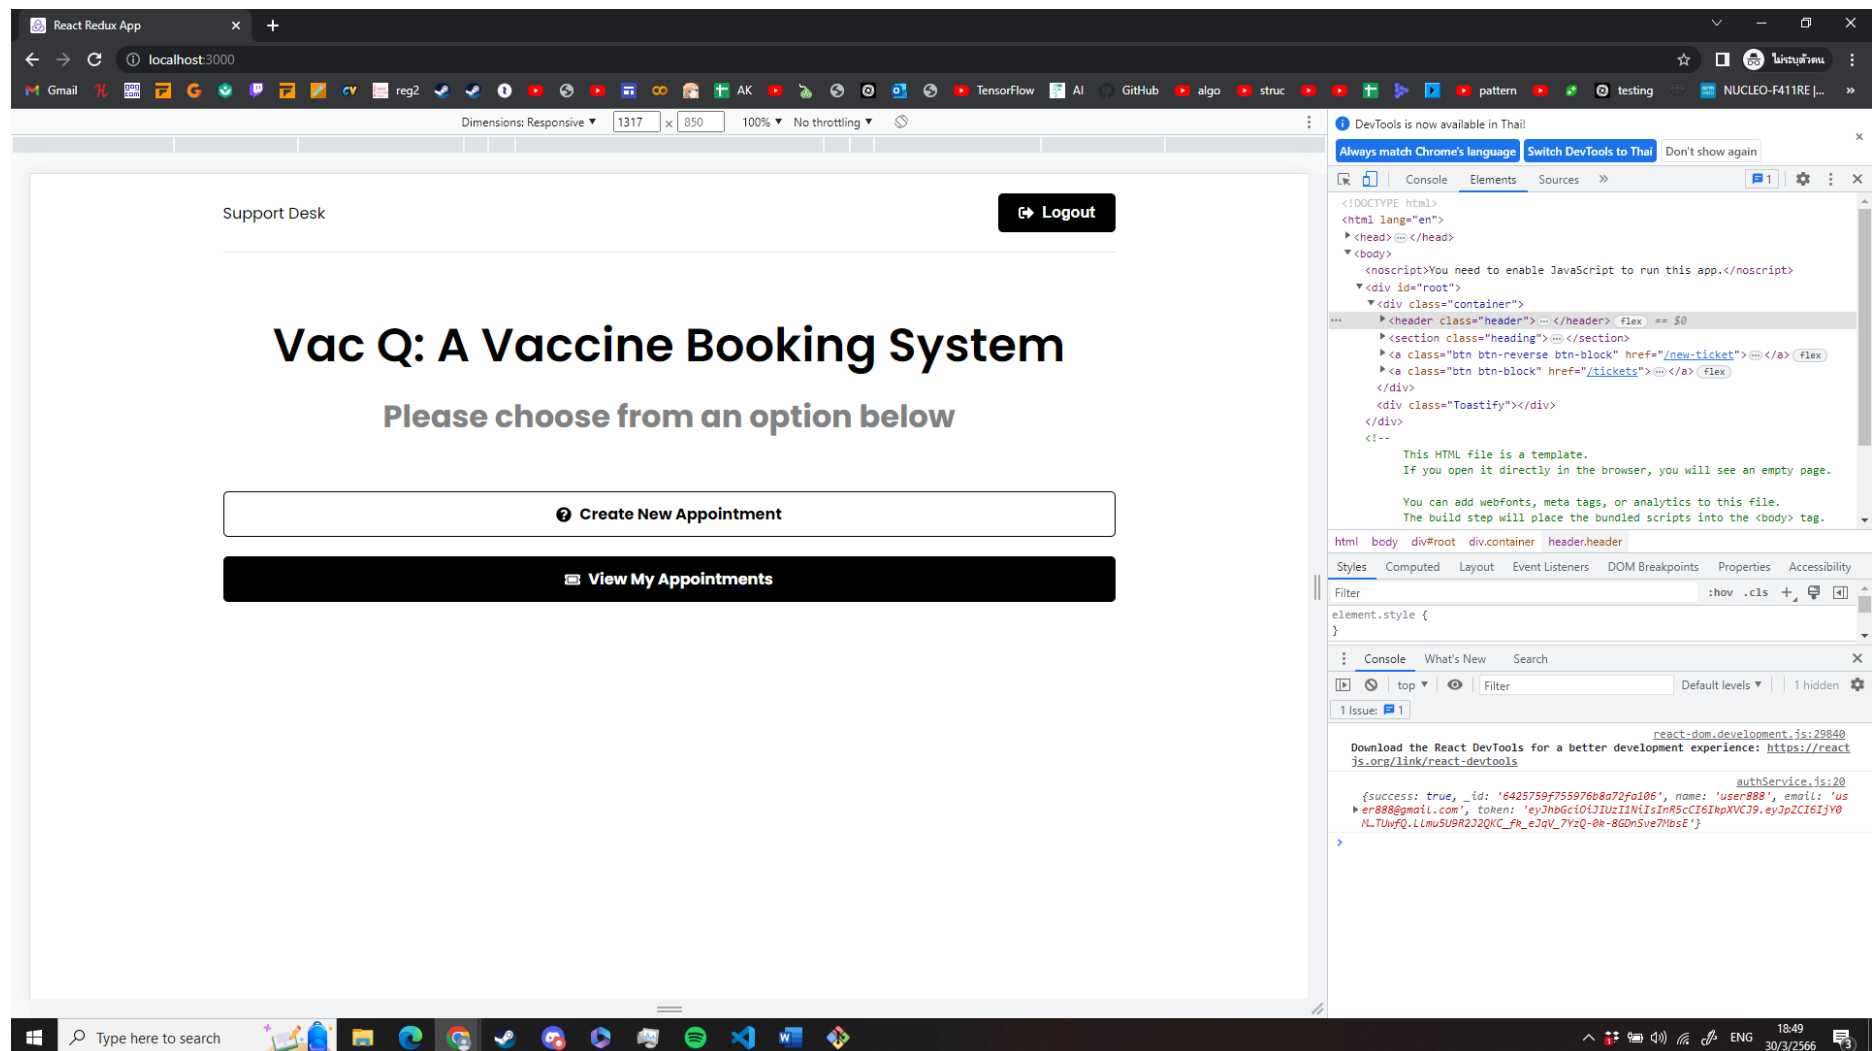 React Redux App
localhost:3000
ไม่ระบุตัวตน
Gmail
reg2
AK
TensorFlow
AI
GitHub
algo
struc
pattern
testing
NUCLEO-F411RE |...
Dimensions: Responsive
1317 × 850
100%
No throttling
Support Desk
Logout
Vac Q: A Vaccine Booking System
Please choose from an option below
Create New Appointment
View My Appointments
DevTools is now available in Thai!
Always match Chrome's language
Switch DevTools to Thai
Don't show again
Console
Elements
Sources
1
<!DOCTYPE html>
<html lang="en">
<head>…</head>
<body>
<noscript>You need to enable JavaScript to run this app.</noscript>
<div id="root">
<div class="container">
<header class="header">…</header> flex == $0
<section class="heading">…</section>
<a class="btn btn-reverse btn-block" href="/new-ticket">…</a> flex
<a class="btn btn-block" href="/tickets">…</a> flex
</div>
<div class="Toastify"></div>
</div>
<!--
This HTML file is a template.
If you open it directly in the browser, you will see an empty page.
You can add webfonts, meta tags, or analytics to this file.
The build step will place the bundled scripts into the <body> tag.
html body div#root div.container header.header
Styles Computed Layout Event Listeners DOM Breakpoints Properties Accessibility
Filter
:hov .cls
element.style {
}
Console What's New Search
top
Filter
Default levels
1 hidden
1 Issue: 1
react-dom.development.js:29840
Download the React DevTools for a better development experience: https://react
js.org/link/react-devtools
authService.js:20
{success: true, _id: '6425759f755976b8a72fa106', name: 'user888', email: 'us
er888@gmail.com', token: 'eyJhbGciOiJIUzI1NiIsInR5cCI6IkpXVCJ9.eyJpZCI6IjY0
M…TUwfQ.Llmu5U9R2J2QKC_fk_eJqV_7YzQ-0k-8GDnSve7MbsE'}
Type here to search
ENG
18:49
30/3/2566
3